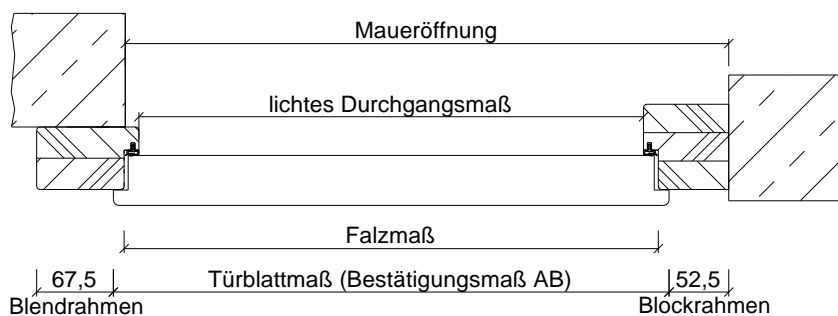 Maueröffnung
lichtes Durchgangsmaß
Falzmaß
67,5 Türblattmaß (Bestätigungsmaß AB) 52,5
Blendrahmen Blockrahmen